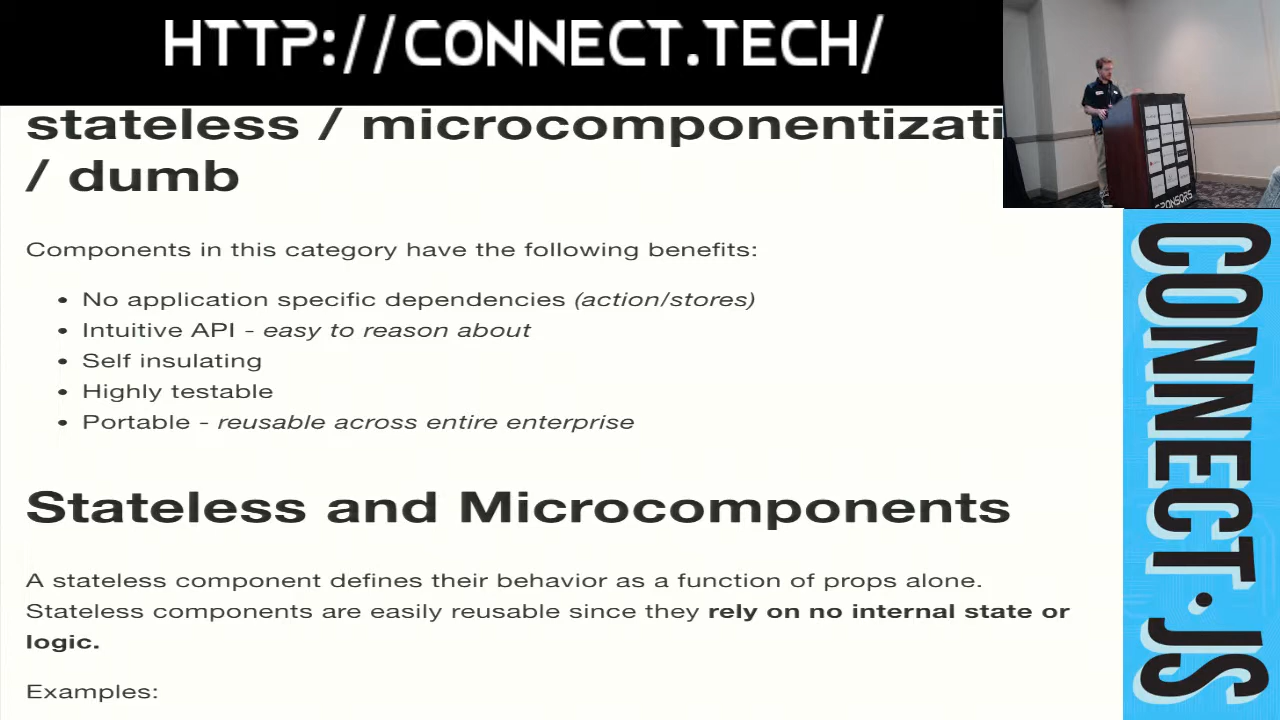 HTTP://CONNECT.TECH/
stateless / microcomponentizati
/ dumb
Components in this category have the following benefits:
• No application specific dependencies (action/stores)
• Intuitive API - easy to reason about
• Self insulating
• Highly testable
• Portable - reusable across entire enterprise
Stateless and Microcomponents
A stateless component defines their behavior as a function of props alone.
Stateless components are easily reusable since they rely on no internal state or
logic.
Examples:
SPONSORS
CONNECT.JS